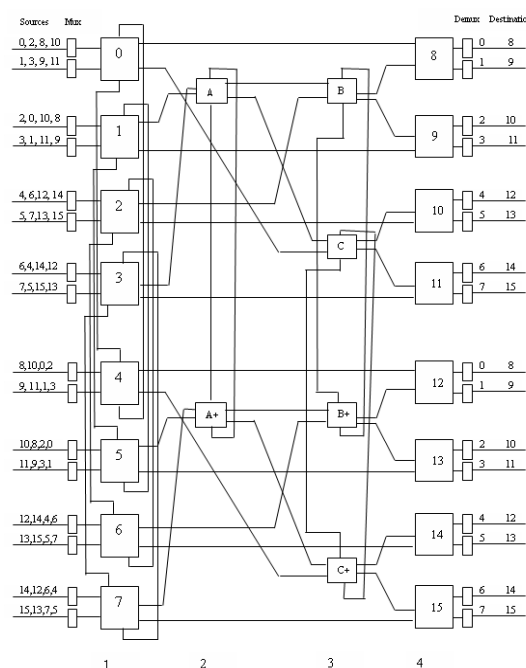 Sources Mux Demux Destinatio
0, 2, 8, 10 0 8 0 8
1, 3, 9, 11 1 9
A B
2, 0, 10, 8 1 9 2 10
3, 1, 11, 9 3 11
4, 6, 12, 14 2 10 4 12
5, 7, 13, 15 5 13
C
6,4,14,12 3 11 6 14
7,5,15,13 7 15
8,10,0,2 4 12 0 8
9, 11,1,3 1 9
A+ B+
10,8,2,0 5 13 2 10
11,9,3,1 3 11
12,14,4,6 6 14 4 12
13,15,5,7 5 13
C+
14,12,6,4 7 15 6 14
15,13,7,5 7 15
1 2 3 4